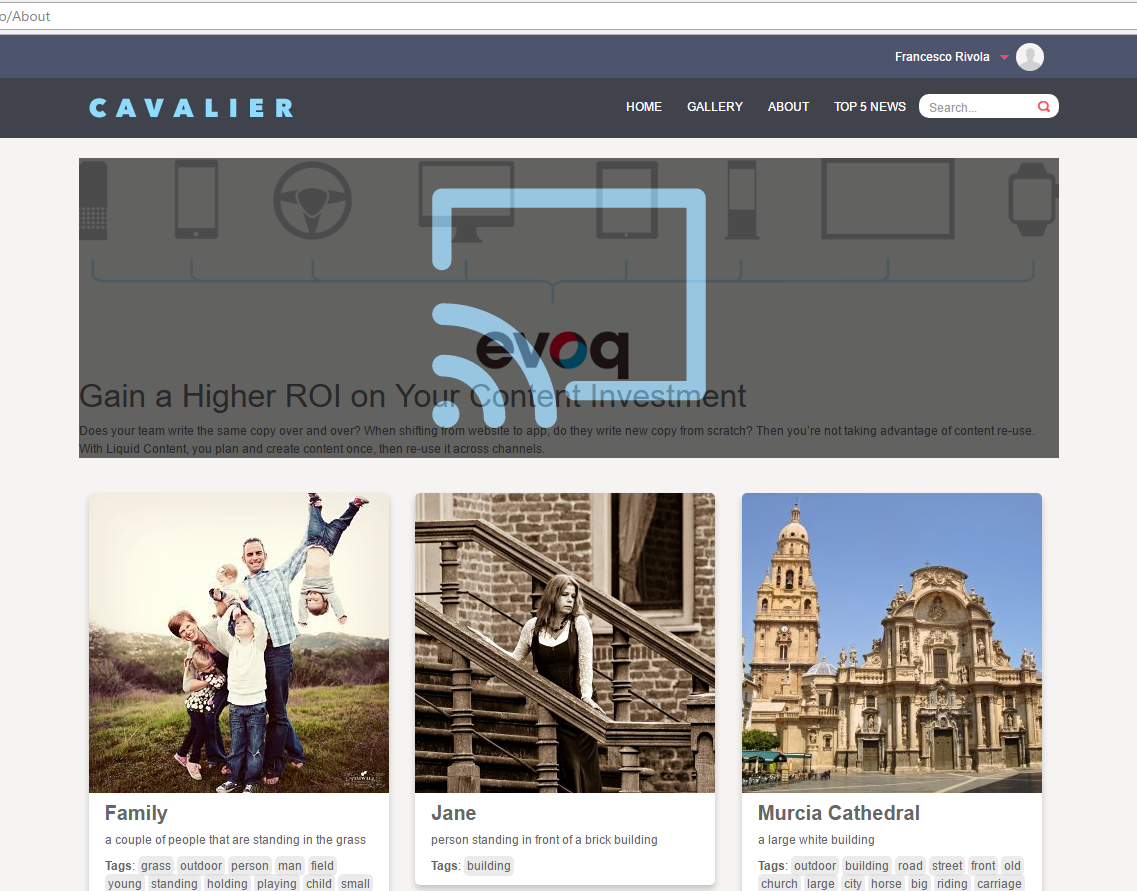 o/About
Francesco Rivola
CAVALIER
HOME GALLERY ABOUT TOP 5 NEWS Search...
evoq
Gain a Higher ROI on Your Content Investment
Does your team write the same copy over and over? When shifting from website to app, do they write new copy from scratch? Then you're not taking advantage of content re-use.
With Liquid Content, you plan and create content once, then re-use it across channels.
Family
a couple of people that are standing in the grass
Tags: grass outdoor person man field
young standing holding playing child small
Jane
person standing in front of a brick building
Tags: building
Murcia Cathedral
a large white building
Tags: outdoor building road street front old
church large city horse big riding carriage